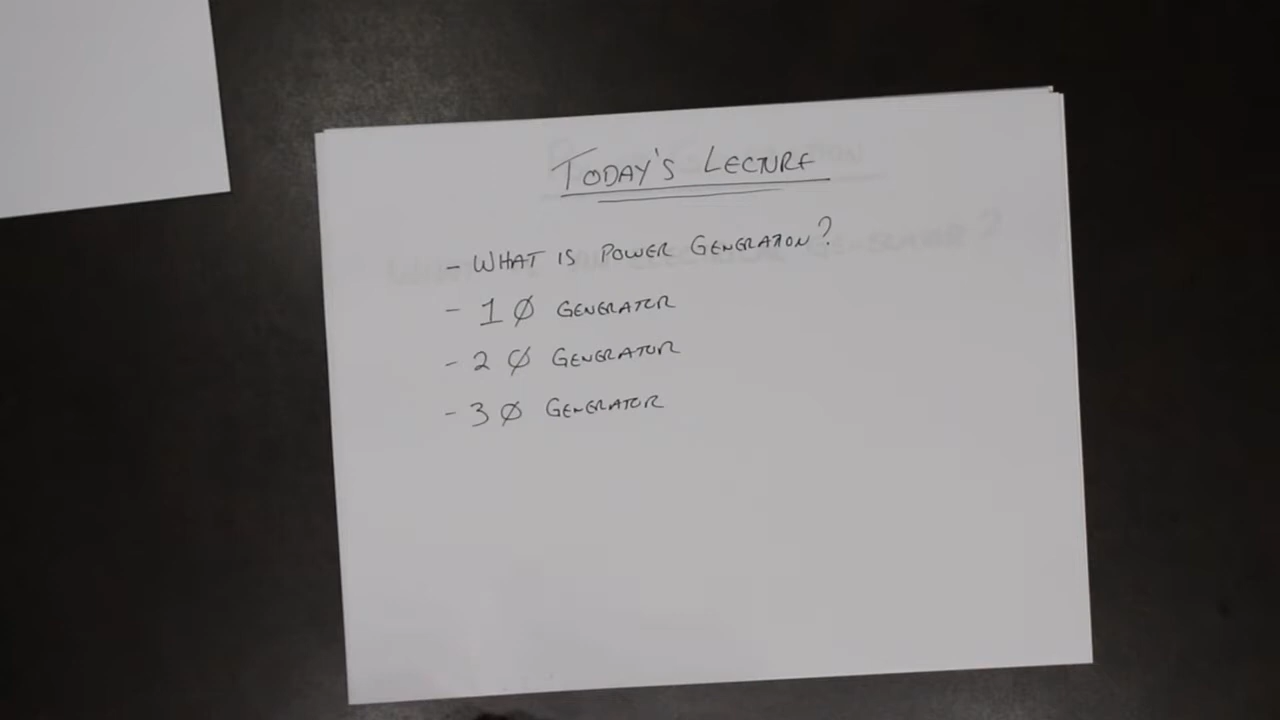 TODAY'S LECTURE
- WHAT IS POWER GENERATION?
- 1 Ø GENERATOR
- 2 Ø GENERATOR
- 3 Ø GENERATOR